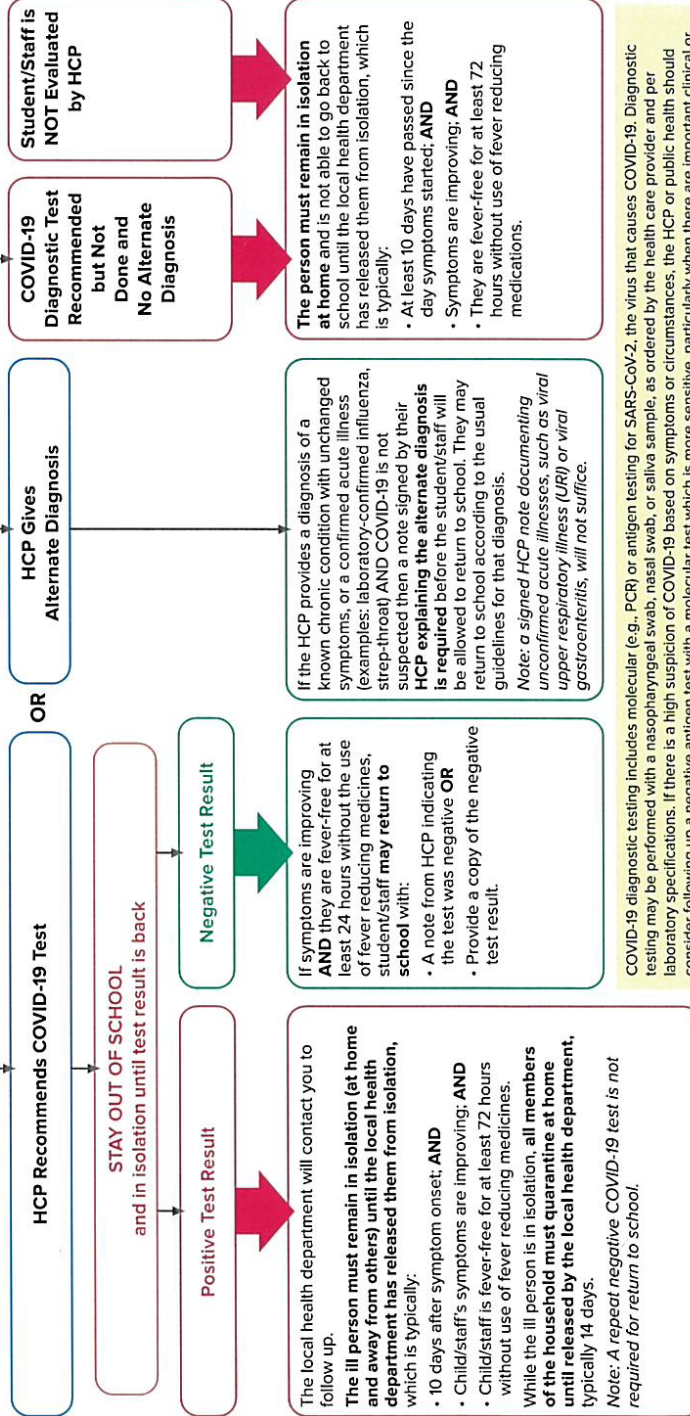 HCP Recommends COVID-19 Test
OR
HCP Gives
Alternate Diagnosis
COVID-19
Diagnostic Test
Recommended
but Not
Done and
No Alternate
Diagnosis
Student/Staff is
NOT Evaluated
by HCP
STAY OUT OF SCHOOL
and in isolation until test result is back
Positive Test Result
Negative Test Result
The local health department will contact you to
follow up.
The ill person must remain in isolation (at home
and away from others) until the local health
department has released them from isolation,
which is typically:
• 10 days after symptom onset; AND
• Child/staff's symptoms are improving; AND
• Child/staff is fever-free for at least 72 hours
without use of fever reducing medicines.
While the ill person is in isolation, all members
of the household must quarantine at home
until released by the local health department,
typically 14 days.
Note: A repeat negative COVID-19 test is not
required for return to school.
If symptoms are improving
AND they are fever-free for at
least 24 hours without the use
of fever reducing medicines,
student/staff may return to
school with:
• A note from HCP indicating
the test was negative OR
• Provide a copy of the negative
test result.
If the HCP provides a diagnosis of a
known chronic condition with unchanged
symptoms, or a confirmed acute illness
(examples: laboratory-confirmed influenza,
strep-throat) AND COVID-19 is not
suspected then a note signed by their
HCP explaining the alternate diagnosis
is required before the student/staff will
be allowed to return to school. They may
return to school according to the usual
guidelines for that diagnosis.
Note: a signed HCP note documenting
unconfirmed acute illnesses, such as viral
upper respiratory illness (URI) or viral
gastroenteritis, will not suffice.
The person must remain in isolation
at home and is not able to go back to
school until the local health department
has released them from isolation, which
is typically:
• At least 10 days have passed since the
day symptoms started; AND
• Symptoms are improving; AND
• They are fever-free for at least 72
hours without use of fever reducing
medications.
COVID-19 diagnostic testing includes molecular (e.g., PCR) or antigen testing for SARS-CoV-2, the virus that causes COVID-19. Diagnostic
testing may be performed with a nasopharyngeal swab, nasal swab, or saliva sample, as ordered by the health care provider and per
laboratory specifications. If there is a high suspicion of COVID-19 based on symptoms or circumstances, the HCP or public health should
consider following up a negative antigen test with a molecular test which is more sensitive, particularly when there are important clinical or